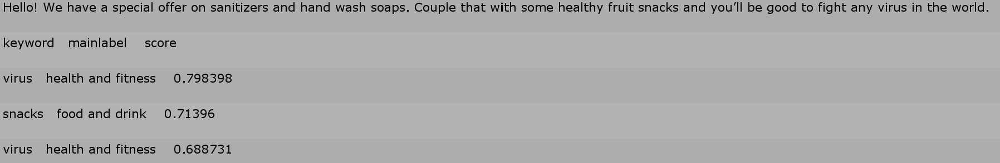 Hello! We have a special offer on sanitizers and hand wash soaps. Couple that with some healthy fruit snacks and you’ll be good to fight any virus in the world.
keyword mainlabel score
virus health and fitness 0.798398
snacks food and drink 0.71396
virus health and fitness 0.688731